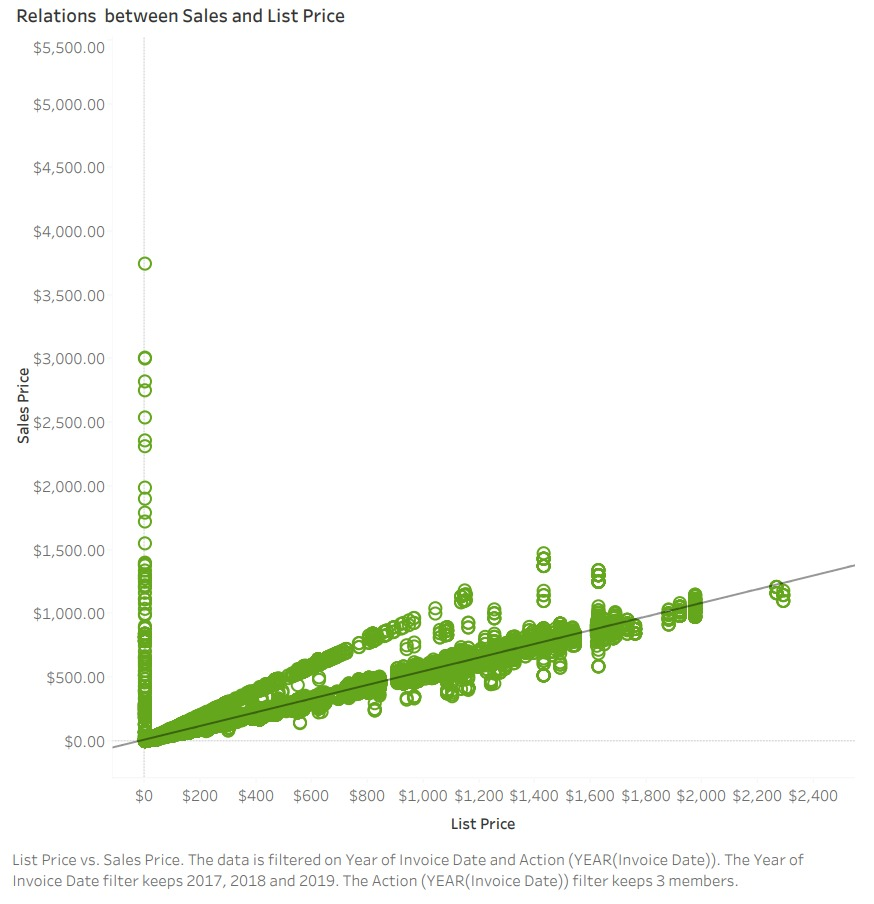 Relations  between Sales and List Price
$5,500.00
$5,000.00
$4,500.00
$4,000.00
$3,500.00
$3,000.00
$2,500.00
$2,000.00
$1,500.00
$1,000.00
$500.00
$0.00
Sales Price
$0 $200 $400 $600 $800 $1,000 $1,200 $1,400 $1,600 $1,800 $2,000 $2,200 $2,400
List Price
List Price vs. Sales Price. The data is filtered on Year of Invoice Date and Action (YEAR(Invoice Date)). The Year of
Invoice Date filter keeps 2017, 2018 and 2019. The Action (YEAR(Invoice Date)) filter keeps 3 members.